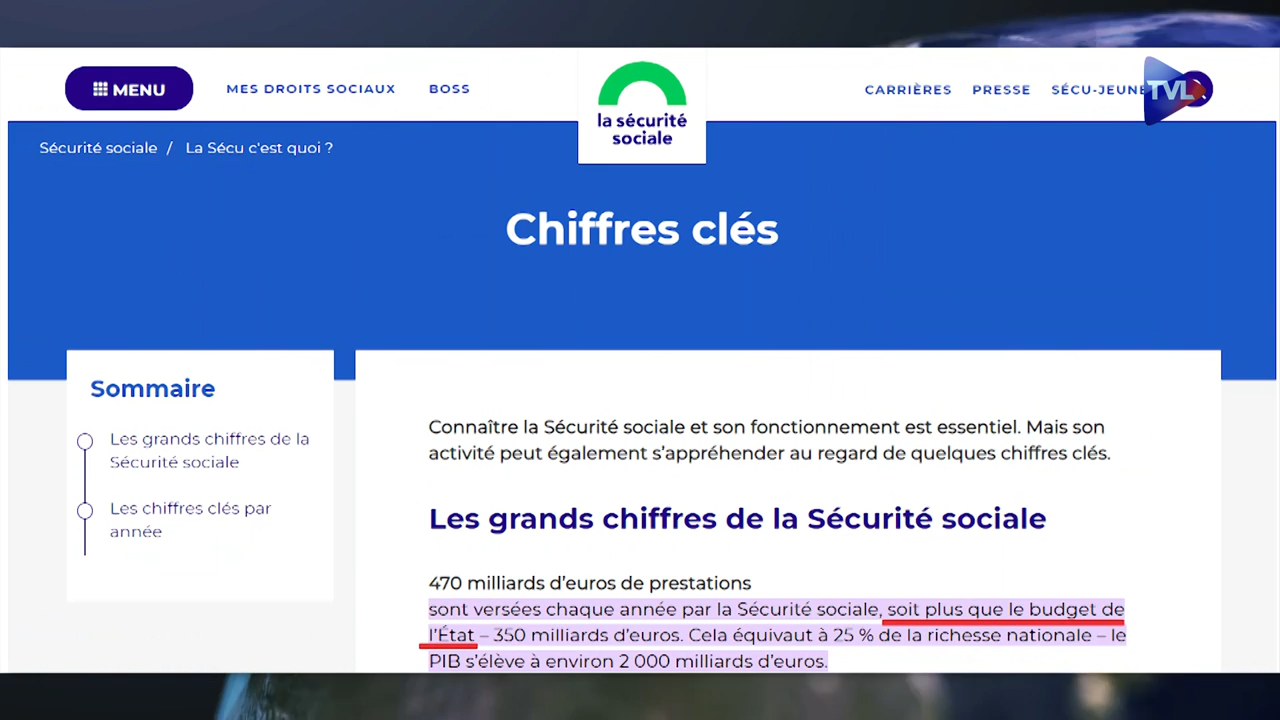 MENU
MES DROITS SOCIAUX
BOSS
la sécurité
sociale
CARRIÈRES
PRESSE
SÉCU-JEUNE
TVL
Sécurité sociale / La Sécu c'est quoi ?
Chiffres clés
Sommaire
Les grands chiffres de la
Sécurité sociale
Les chiffres clés par
année
Connaître la Sécurité sociale et son fonctionnement est essentiel. Mais son
activité peut également s’appréhender au regard de quelques chiffres clés.
Les grands chiffres de la Sécurité sociale
470 milliards d’euros de prestations
sont versées chaque année par la Sécurité sociale, soit plus que le budget de
l’État – 350 milliards d’euros. Cela équivaut à 25 % de la richesse nationale – le
PIB s’élève à environ 2 000 milliards d’euros.